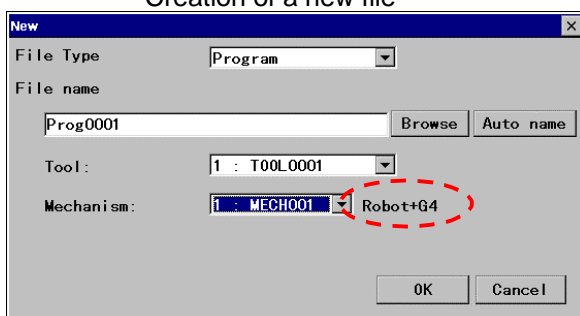 Creation of a new file
New
File Type Program
File name
Prog0001 Browse Auto name
Tool: 1 : TOOL0001
Mechanism: 1 : MECH001 Robot+G4
OK Cancel